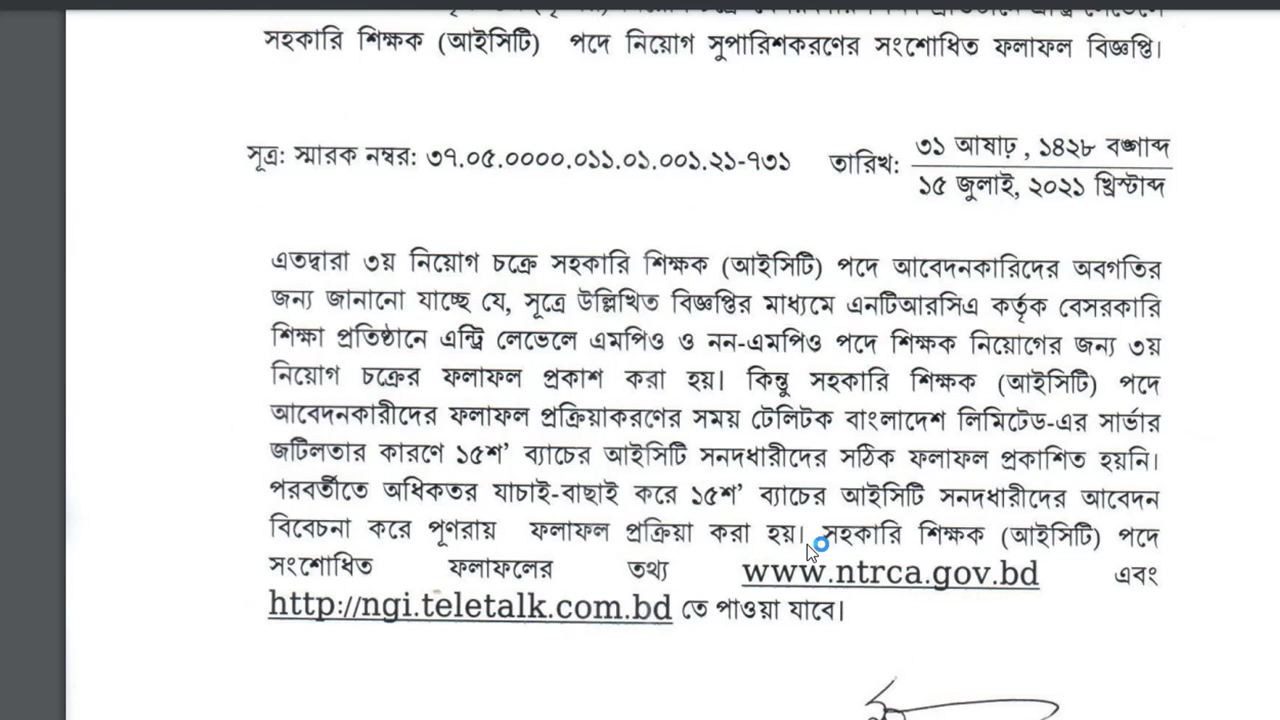 সহকারি শিক্ষক (আইসিটি) পদে নিয়োগ সুপারিশকরণের সংশোধিত ফলাফল বিজ্ঞপ্তি।
সূত্র: স্মারক নম্বর: ৩৭.০৫.০০০০.০১১.০১.০০১.২১-৭৩১ তারিখ: ৩১ আষাঢ় , ১৪২৮ বঙ্গাব্দ
১৫ জুলাই, ২০২১ খ্রিস্টাব্দ
এতদ্বারা ৩য় নিয়োগ চক্রে সহকারি শিক্ষক (আইসিটি) পদে আবেদনকারিদের অবগতির
জন্য জানানো যাচ্ছে যে, সূত্রে উল্লিখিত বিজ্ঞপ্তির মাধ্যমে এনটিআরসিএ কর্তৃক বেসরকারি
শিক্ষা প্রতিষ্ঠানে এন্ট্রি লেভেলে এমপিও ও নন-এমপিও পদে শিক্ষক নিয়োগের জন্য ৩য়
নিয়োগ চক্রের ফলাফল প্রকাশ করা হয়। কিন্তু সহকারি শিক্ষক (আইসিটি) পদে
আবেদনকারীদের ফলাফল প্রক্রিয়াকরণের সময় টেলিটক বাংলাদেশ লিমিটেড-এর সার্ভার
জটিলতার কারণে ১৫শ’ ব্যাচের আইসিটি সনদধারীদের সঠিক ফলাফল প্রকাশিত হয়নি।
পরবর্তীতে অধিকতর যাচাই-বাছাই করে ১৫শ’ ব্যাচের আইসিটি সনদধারীদের আবেদন
বিবেচনা করে পূণরায় ফলাফল প্রক্রিয়া করা হয়। সহকারি শিক্ষক (আইসিটি) পদে
সংশোধিত ফলাফলের তথ্য www.ntrca.gov.bd এবং
http://ngi.teletalk.com.bd তে পাওয়া যাবে।